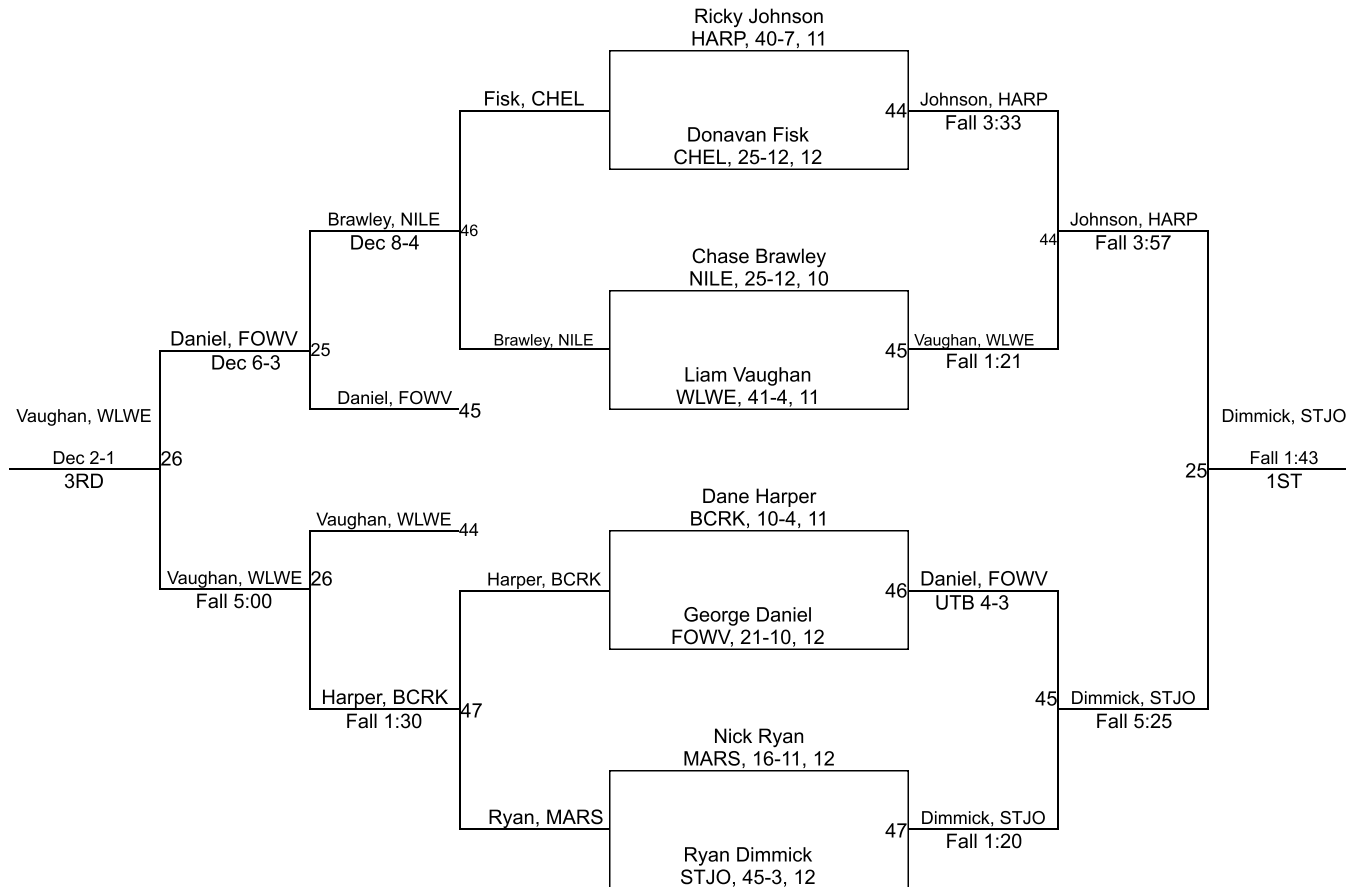 Ricky Johnson
HARP, 40-7, 11
Fisk, CHEL
44
Johnson, HARP
Fall 3:33
Donavan Fisk
CHEL, 25-12, 12
Brawley, NILE
Dec 8-4
46
44
Johnson, HARP
Fall 3:57
Chase Brawley
NILE, 25-12, 10
Daniel, FOWV
Dec 6-3
25
Brawley, NILE
45
Vaughan, WLWE
Fall 1:21
Liam Vaughan
WLWE, 41-4, 11
Daniel, FOWV
45
Vaughan, WLWE
Dec 2-1
3RD
26
Dimmick, STJO
25
Fall 1:43
1ST
Dane Harper
BCRK, 10-4, 11
Vaughan, WLWE
44
Vaughan, WLWE
Fall 5:00
26
Harper, BCRK
46
Daniel, FOWV
UTB 4-3
George Daniel
FOWV, 21-10, 12
Harper, BCRK
Fall 1:30
47
45
Dimmick, STJO
Fall 5:25
Nick Ryan
MARS, 16-11, 12
Ryan, MARS
47
Dimmick, STJO
Fall 1:20
Ryan Dimmick
STJO, 45-3, 12